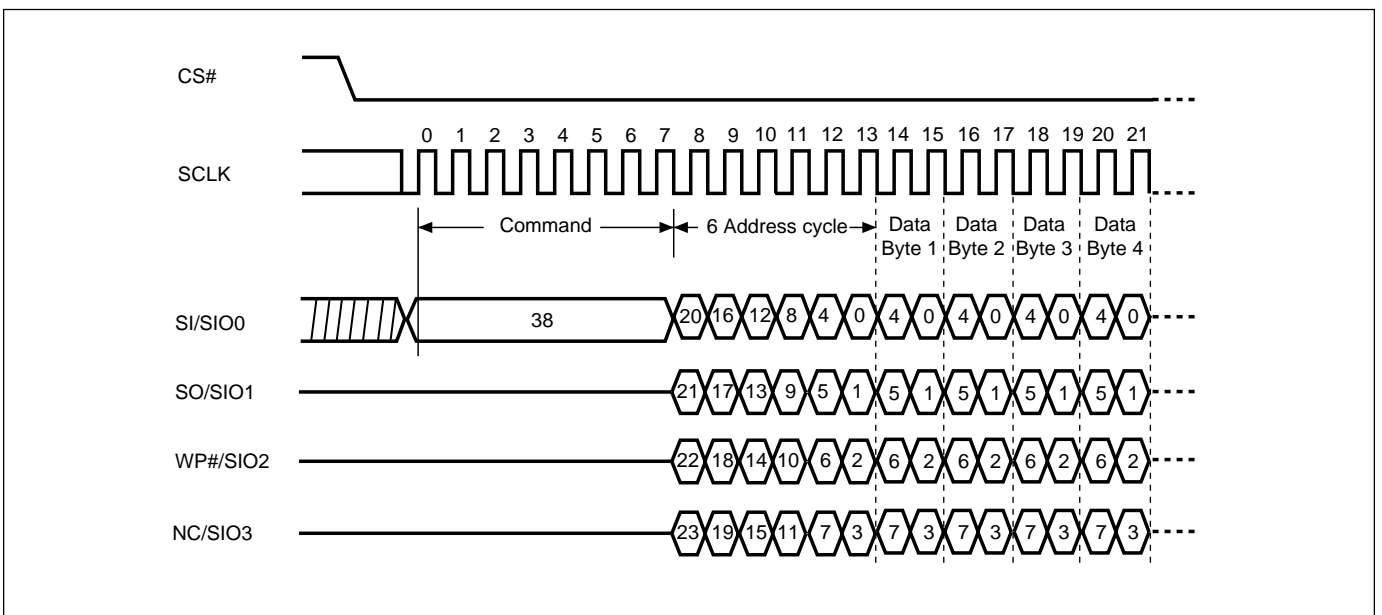 CS#
0 1 2 3 4 5 6 7 8 9 10 11 12 13 14 15 16 17 18 19 20 21
SCLK
Command 6 Address cycle Data Byte 1 Data Byte 2 Data Byte 3 Data Byte 4
SI/SIO0 38 20 16 12 8 4 0 4 0 4 0 4 0 4 0
SO/SIO1 21 17 13 9 5 1 5 1 5 1 5 1 5 1
WP#/SIO2 22 18 14 10 6 2 6 2 6 2 6 2 6 2
NC/SIO3 23 19 15 11 7 3 7 3 7 3 7 3 7 3